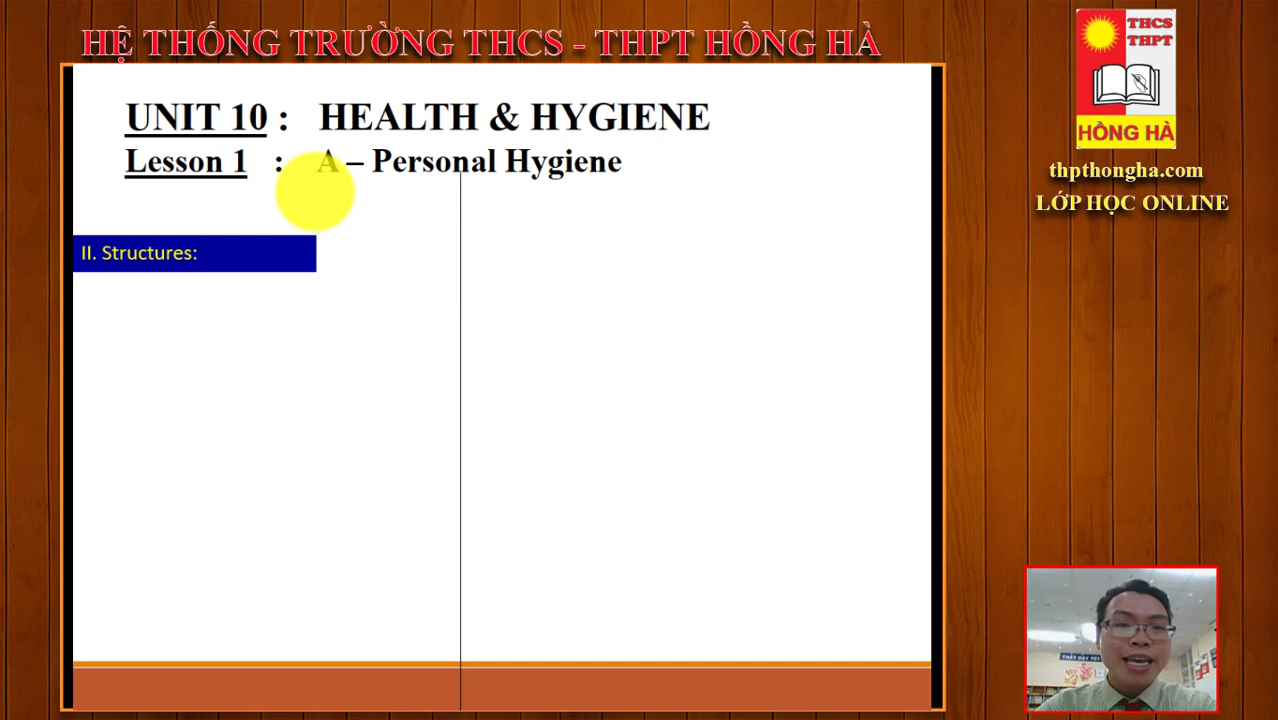 HỆ THỐNG TRƯỜNG THCS - THPT HỒNG HÀ
THCS
THPT
HỒNG HÀ
thpthongha.com
LỚP HỌC ONLINE
UNIT 10 : HEALTH & HYGIENE
Lesson 1 : A – Personal Hygiene
II. Structures: